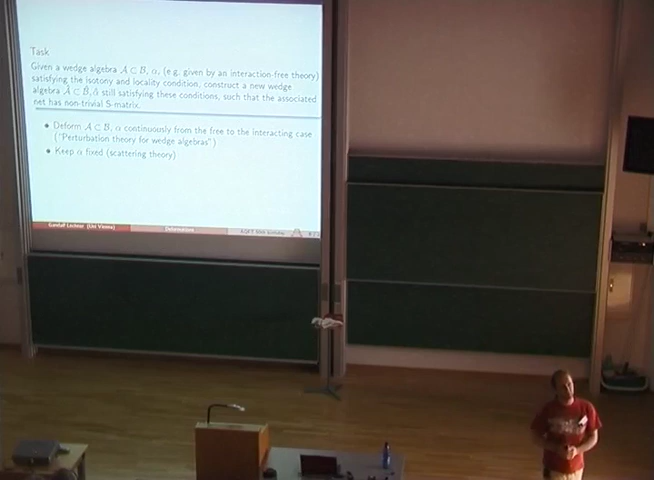 Task
Given a wedge algebra A ⊂ B, α, (e.g. given by an interaction-free theory)
satisfying the isotony and locality condition, construct a new wedge
algebra Ã ⊂ B̃, α̃ still satisfying these conditions, such that the associated
net has non-trivial S-matrix.
• Deform A ⊂ B, α continuously from the free to the interacting case
("Perturbation theory for wedge algebras")
• Keep α fixed (scattering theory)
Gandalf Lechner (Uni Vienna) Deformations